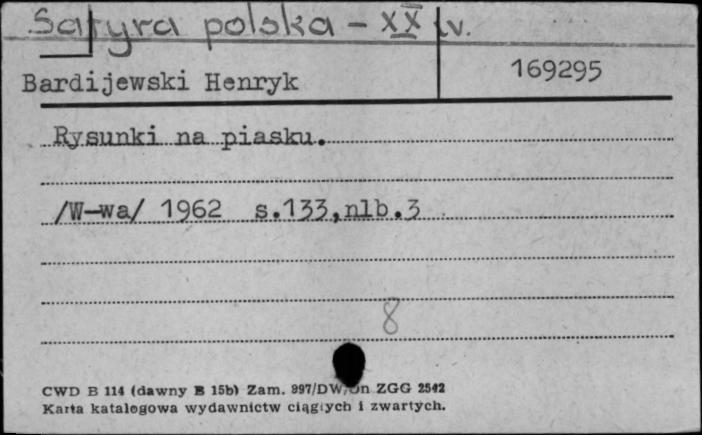 Satyra polska - XX w.
Bardijewski Henryk
169295
Rysunki na piasku.
/W-wa/ 1962 s.133,nlb.3
8
CWD B 114 (dawny B 15b) Zam. 997/DW/Jn ZGG 2542
Karta katalogowa wydawnictw ciągłych i zwartych.